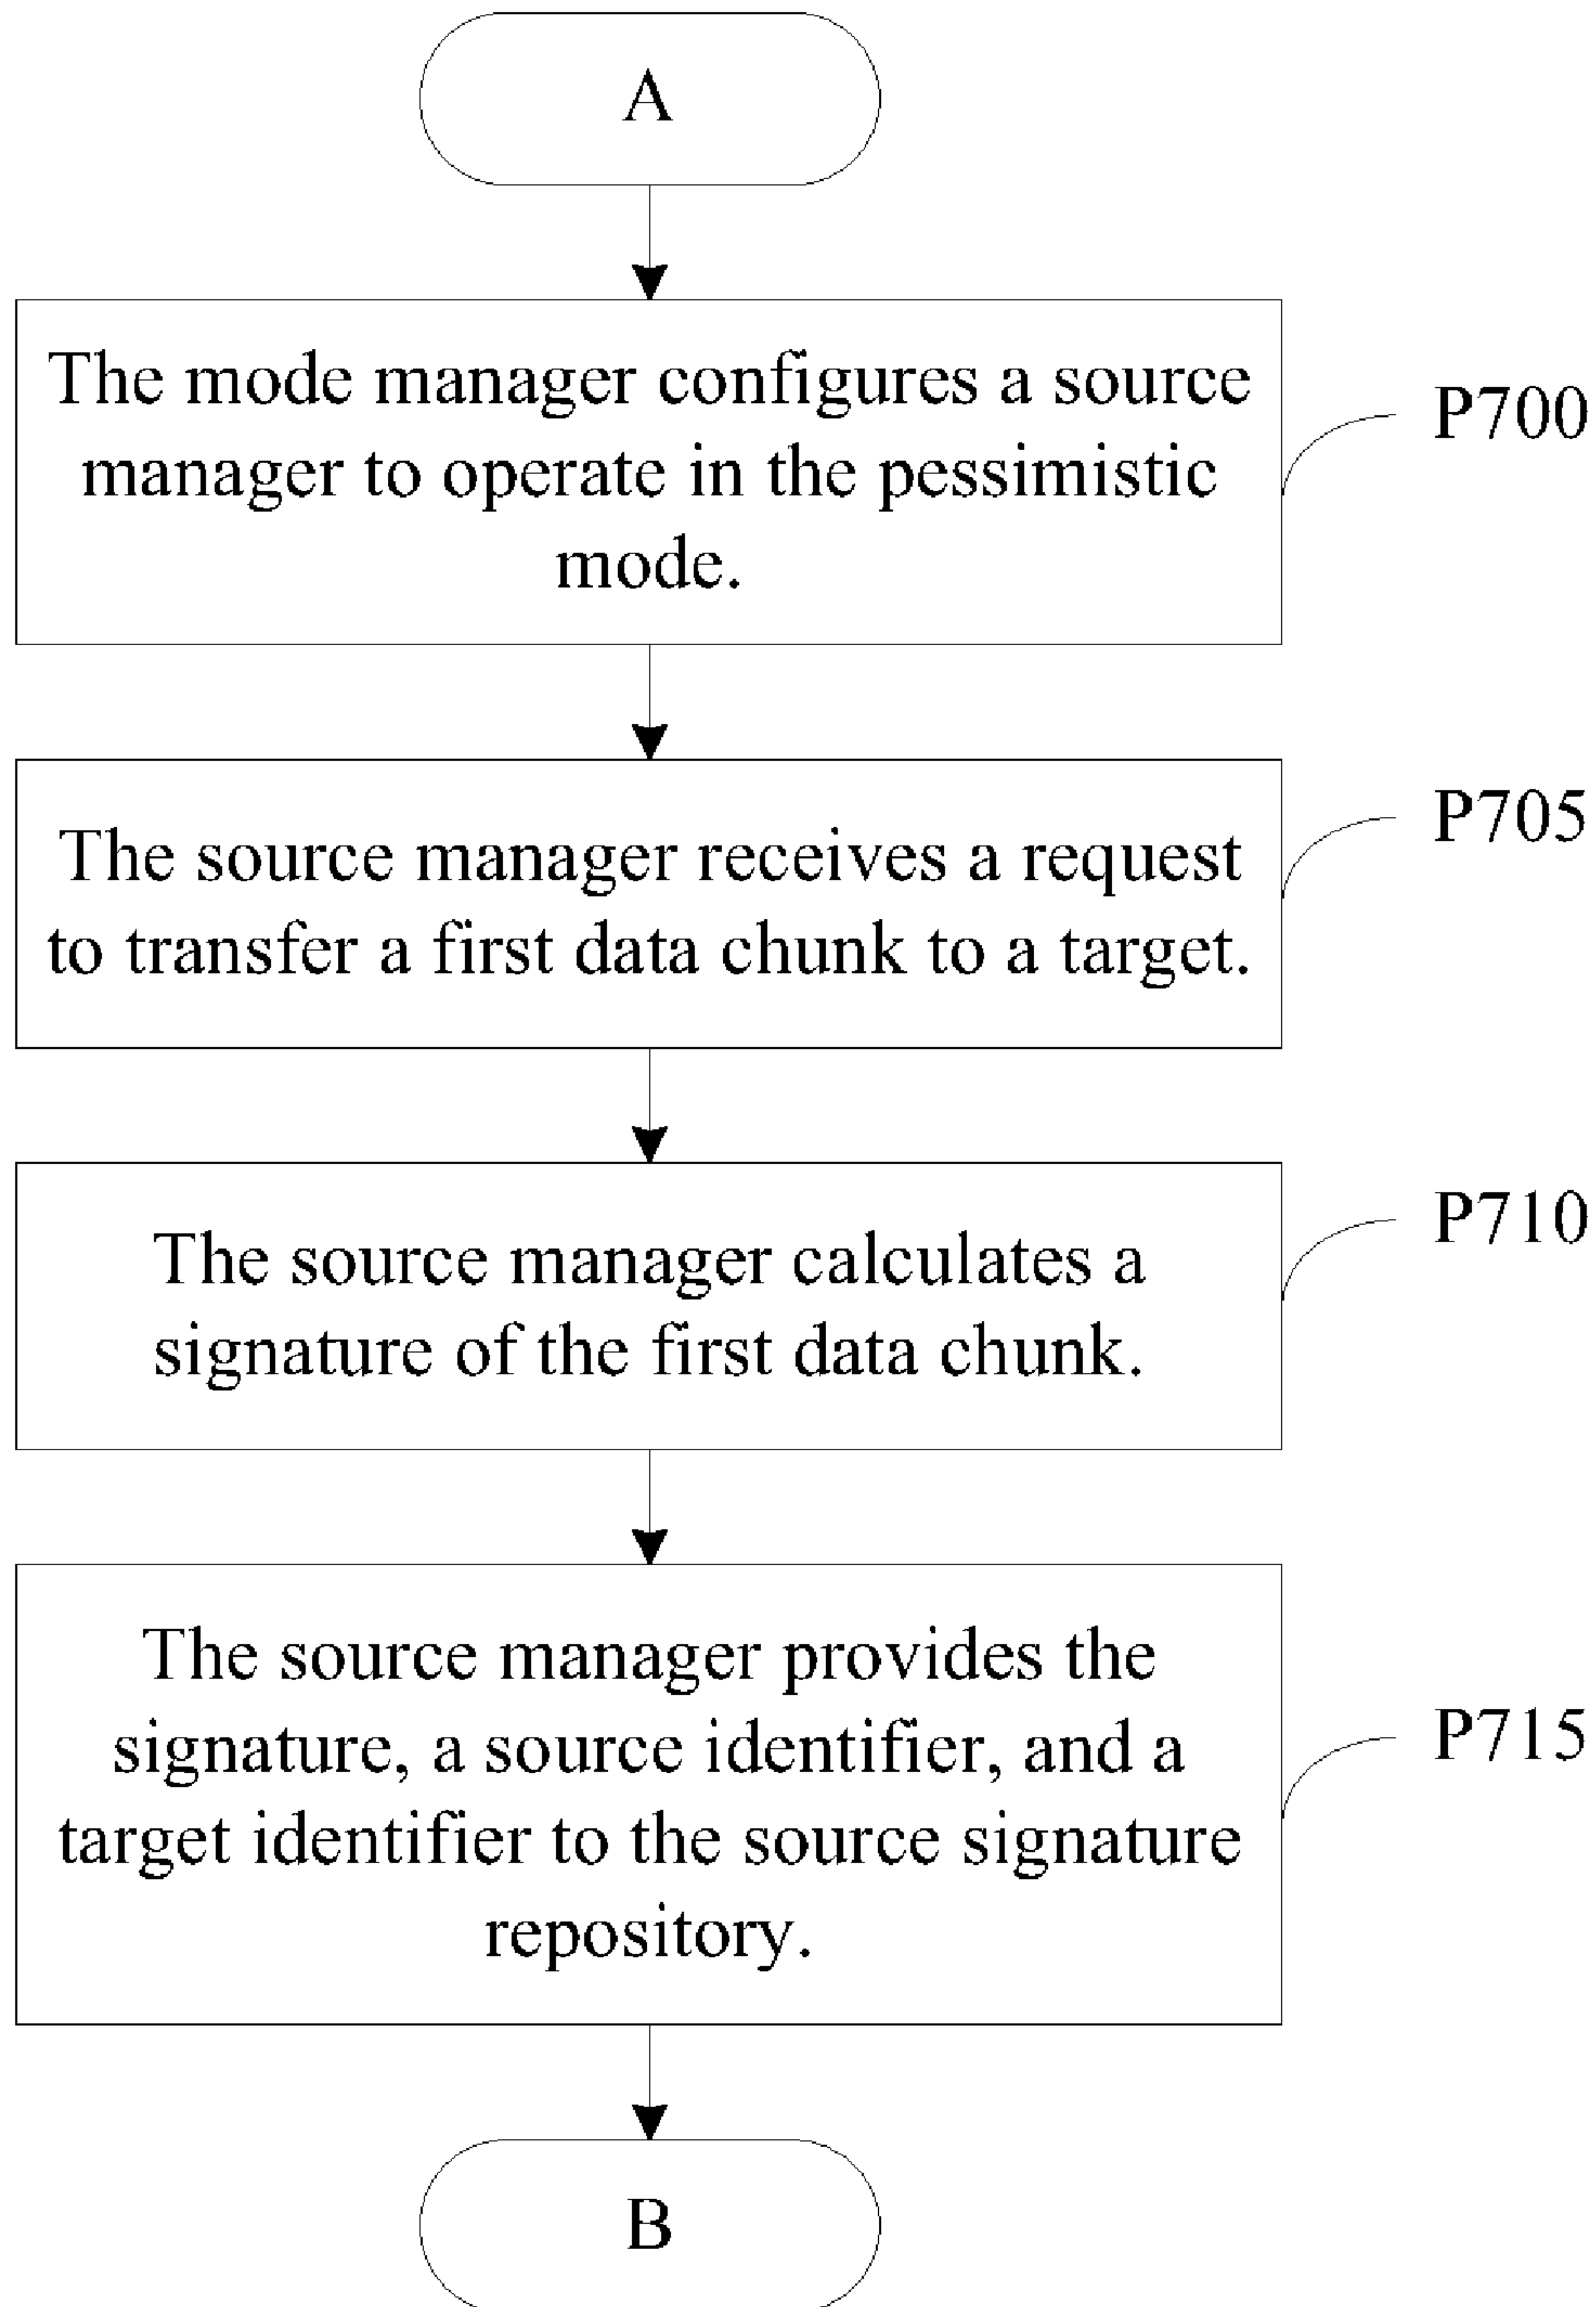 A
The mode manager configures a source
manager to operate in the pessimistic
mode.
P700
The source manager receives a request
to transfer a first data chunk to a target.
P705
The source manager calculates a
signature of the first data chunk.
P710
The source manager provides the
signature, a source identifier, and a
target identifier to the source signature
repository.
P715
B